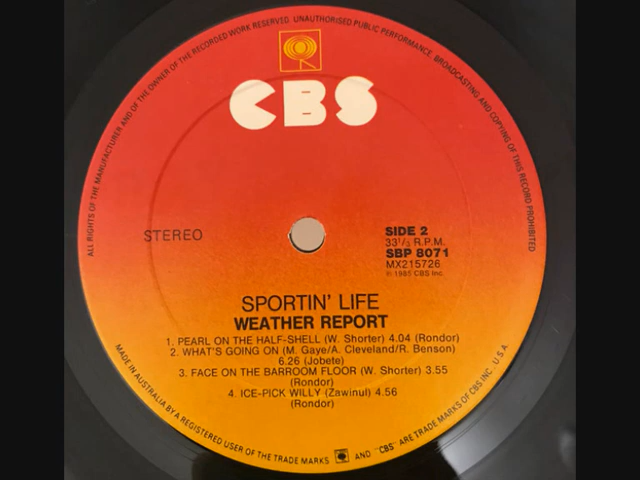 ALL RIGHTS OF THE MANUFACTURER AND OF THE OWNER OF THE RECORDED WORK RESERVED. UNAUTHORISED PUBLIC PERFORMANCE, BROADCASTING AND COPYING OF THIS RECORD PROHIBITED
CBS
STEREO
SIDE 2
33 1/3 R.P.M.
SBP 8071
MX215726
℗ 1985 CBS Inc.
SPORTIN' LIFE
WEATHER REPORT
1. PEARL ON THE HALF-SHELL (W. Shorter) 4.04 (Rondor)
2. WHAT'S GOING ON (M. Gaye/A. Cleveland/R. Benson)
6.26 (Jobete)
3. FACE ON THE BARROOM FLOOR (W. Shorter) 3.55
(Rondor)
4. ICE-PICK WILLY (Zawinul) 4.56
(Rondor)
MADE IN AUSTRALIA BY A REGISTERED USER OF THE TRADE MARKS AND "CBS" ARE TRADE MARKS OF CBS INC. U.S.A.